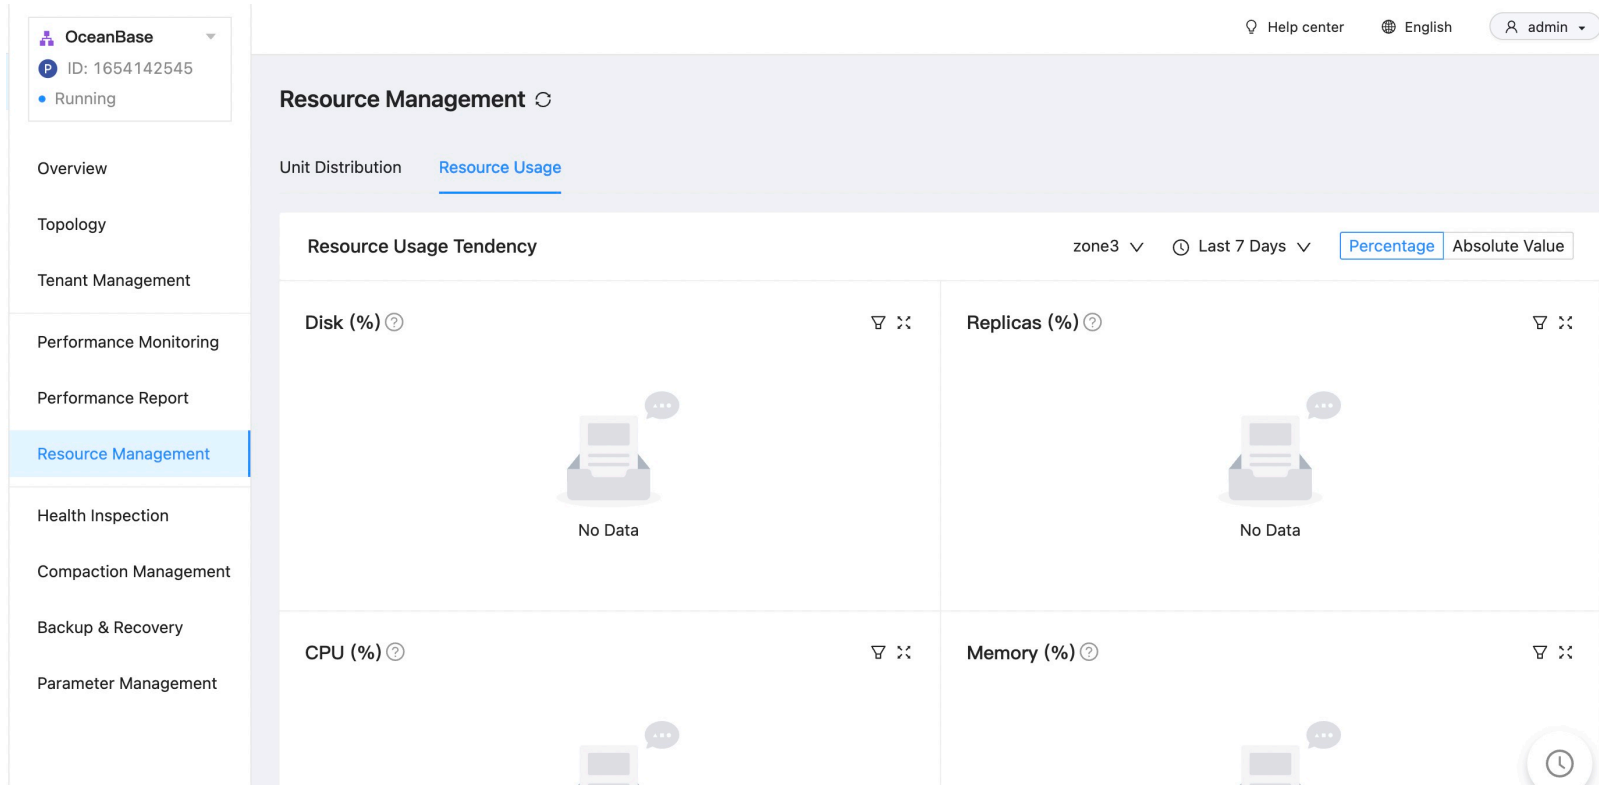 OceanBase
P ID: 1654142545
Running
Help center English admin
Overview
Topology
Tenant Management
Performance Monitoring
Performance Report
Resource Management
Health Inspection
Compaction Management
Backup & Recovery
Parameter Management
Resource Management
Unit Distribution Resource Usage
Resource Usage Tendency zone3 Last 7 Days Percentage Absolute Value
Disk (%) ?
No Data
Replicas (%) ?
No Data
CPU (%) ?
Memory (%) ?